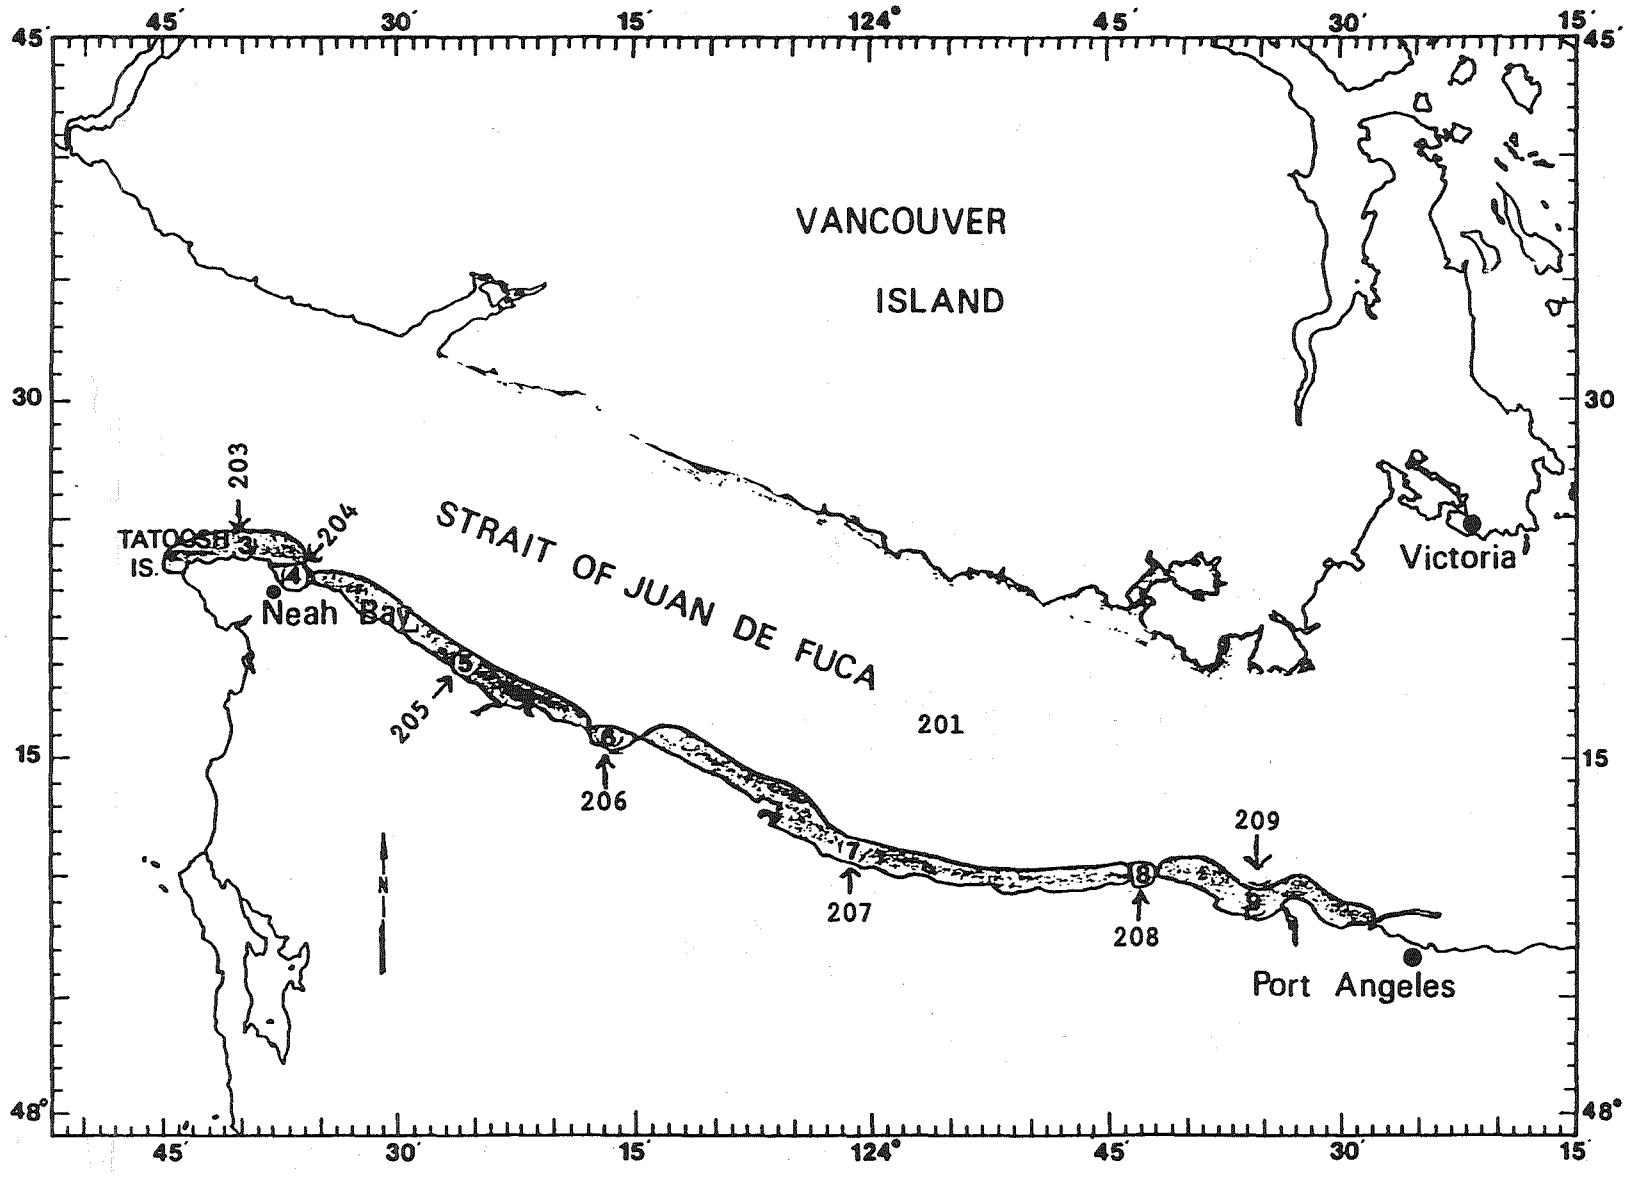 45′ 30′ 15′ 124° 45′ 30′ 15′
45′ 45′
VANCOUVER
ISLAND
30 30
203
204
TATOOSH 3
IS.
4
Neah Bay
STRAIT OF JUAN DE FUCA
Victoria
5
205
201
6
15 15
206
209
7
8
207
9
208
N
Port Angeles
48° 48°
45′ 30′ 15′ 124° 45′ 30′ 15′